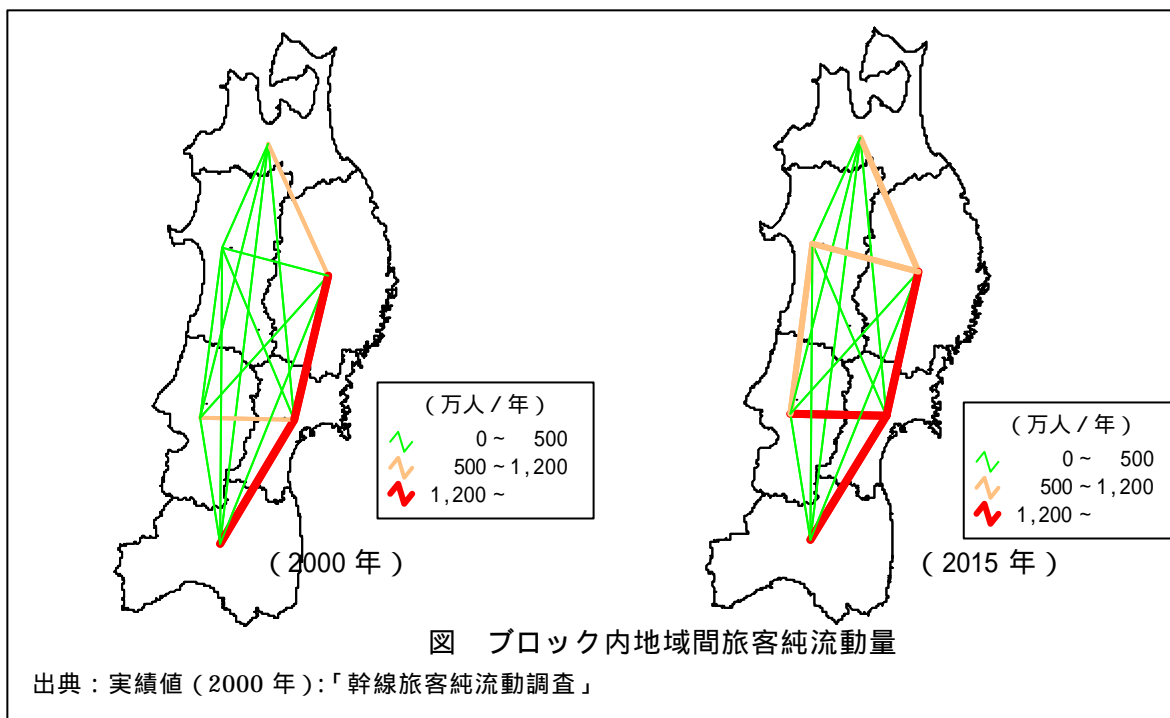 （万人 / 年）
0 ~ 500
500 ~ 1,200
1,200 ~
（2000 年）
（万人 / 年）
0 ~ 500
500 ~ 1,200
1,200 ~
（2015 年）
図　ブロック内地域間旅客純流動量
出典：実績値（2000 年）：「幹線旅客純流動調査」